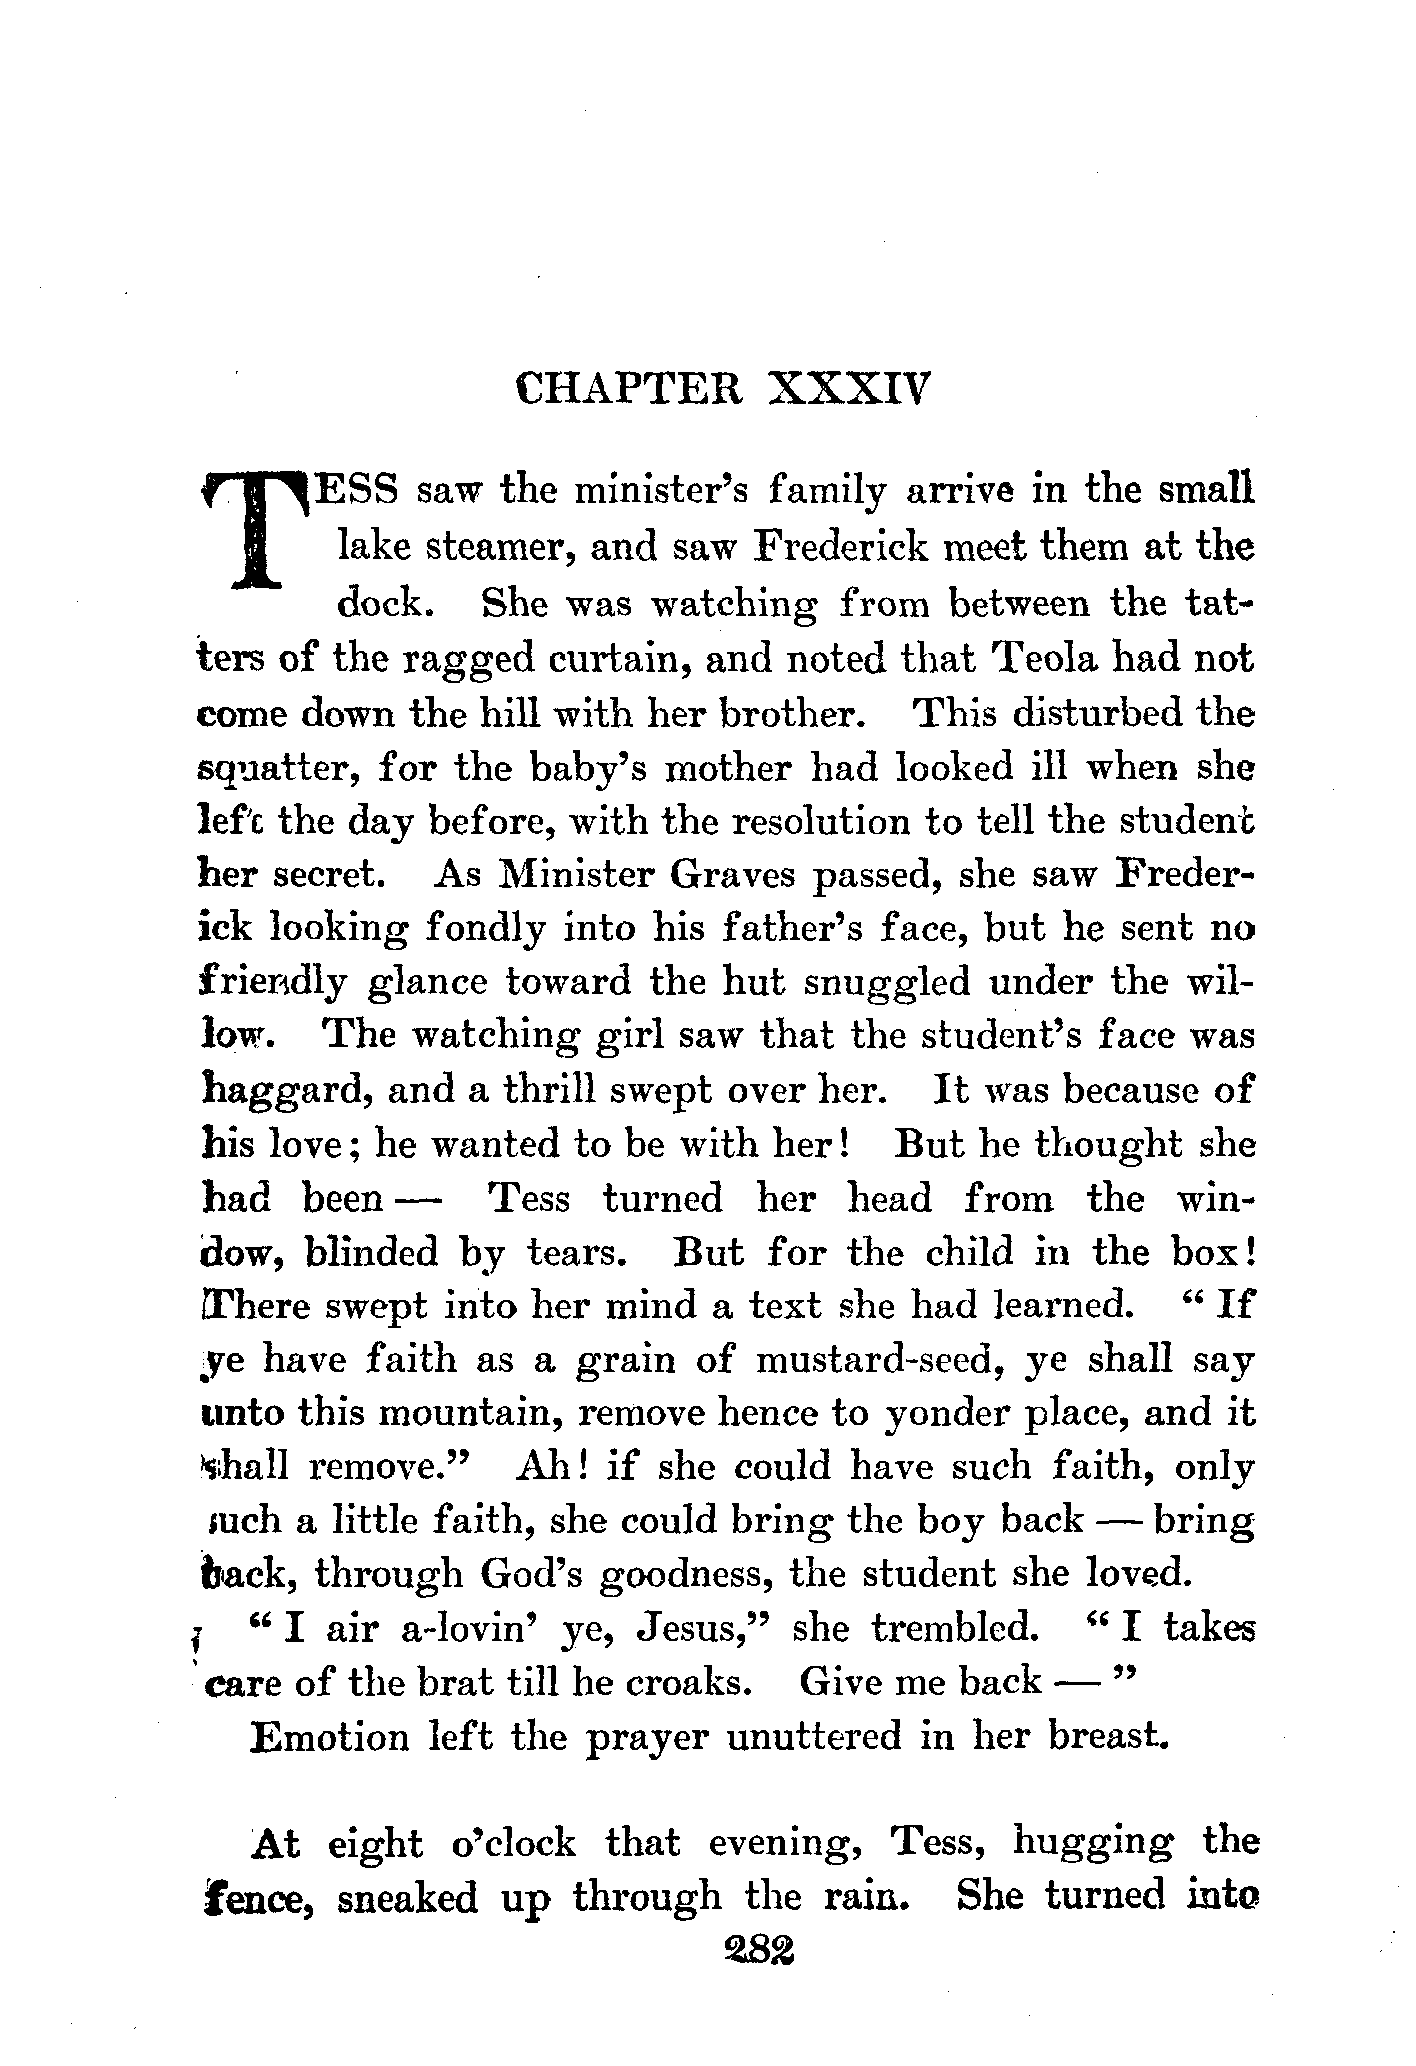 CHAPTER XXXIV
TESS saw the minister's family arrive in the small
lake steamer, and saw Frederick meet them at the
dock. She was watching from between the tat-
ters of the ragged curtain, and noted that Teola had not
come down the hill with her brother. This disturbed the
squatter, for the baby's mother had looked ill when she
left the day before, with the resolution to tell the student
her secret. As Minister Graves passed, she saw Freder-
ick looking fondly into his father's face, but he sent no
friendly glance toward the hut snuggled under the wil-
low. The watching girl saw that the student's face was
haggard, and a thrill swept over her. It was because of
his love; he wanted to be with her! But he thought she
had been — Tess turned her head from the win-
dow, blinded by tears. But for the child in the box!
There swept into her mind a text she had learned. "If
ye have faith as a grain of mustard-seed, ye shall say
unto this mountain, remove hence to yonder place, and it
shall remove." Ah! if she could have such faith, only
such a little faith, she could bring the boy back — bring
back, through God's goodness, the student she loved.
"I air a-lovin' ye, Jesus," she trembled. "I takes
care of the brat till he croaks. Give me back — "
Emotion left the prayer unuttered in her breast.
At eight o'clock that evening, Tess, hugging the
fence, sneaked up through the rain. She turned into
282